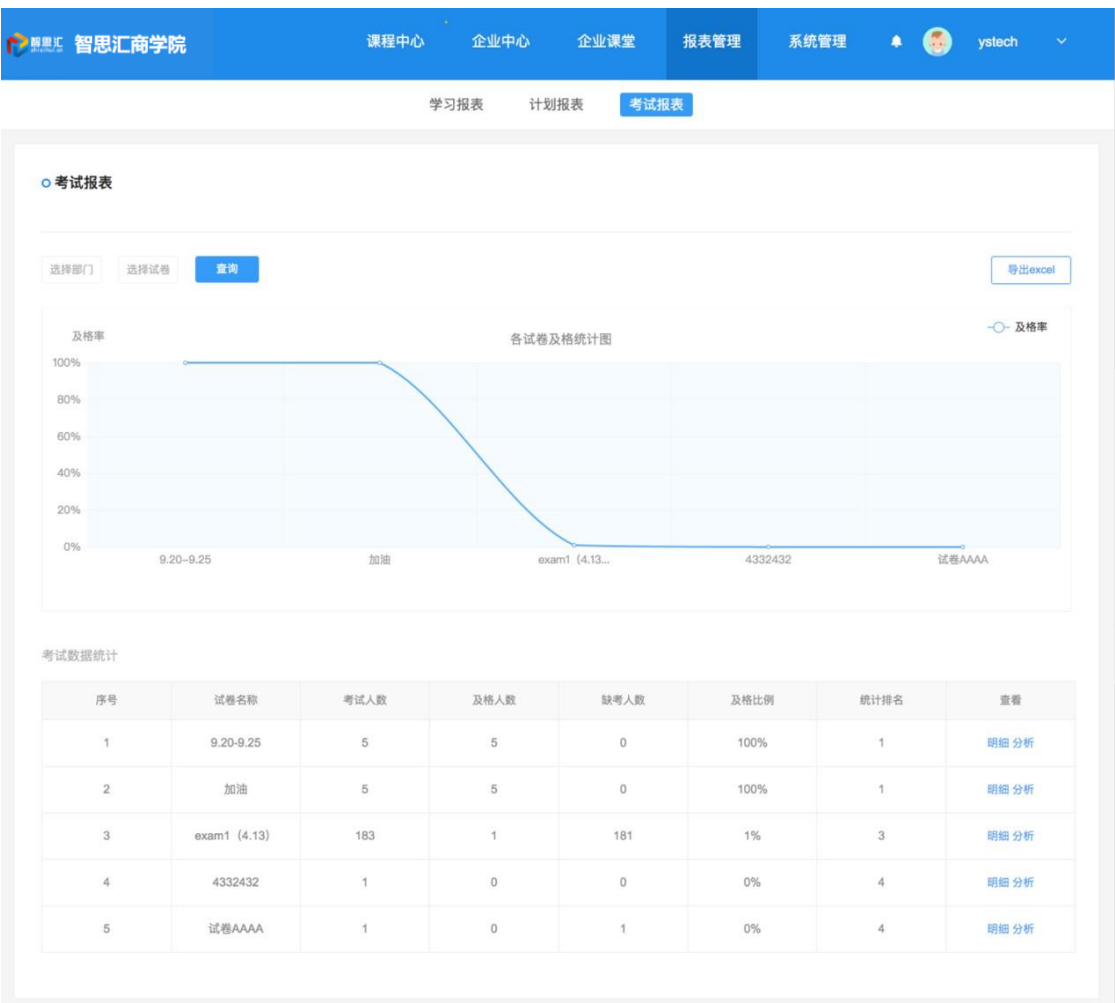 智思汇 智思汇商学院 课程中心 企业中心 企业课堂 报表管理 系统管理 ystech
学习报表 计划报表 考试报表
考试报表
选择部门 选择试卷 查询 导出excel
及格率 各试卷及格统计图 及格率
100%
80%
60%
40%
20%
0%
9.20-9.25 加油 exam1(4.13... 4332432 试卷AAAA
考试数据统计
序号 试卷名称 考试人数 及格人数 缺考人数 及格比例 统计排名 查看
1 9.20-9.25 5 5 0 100% 1 明细 分析
2 加油 5 5 0 100% 1 明细 分析
3 exam1(4.13) 183 1 181 1% 3 明细 分析
4 4332432 1 0 0 0% 4 明细 分析
5 试卷AAAA 1 0 1 0% 4 明细 分析